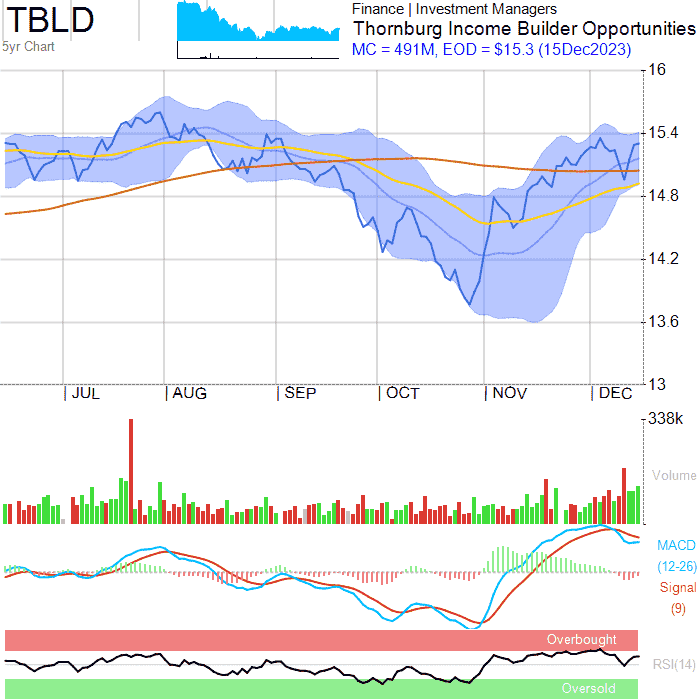 TBLD
5yr Chart
Finance | Investment Managers
Thornburg Income Builder Opportunities
MC = 491M, EOD = $15.3 (15Dec2023)
16
15.4
14.8
14.2
13.6
13
JUL AUG SEP OCT NOV DEC
338k
Volume
MACD
(12-26)
Signal
(9)
Overbought
RSI(14)
Oversold